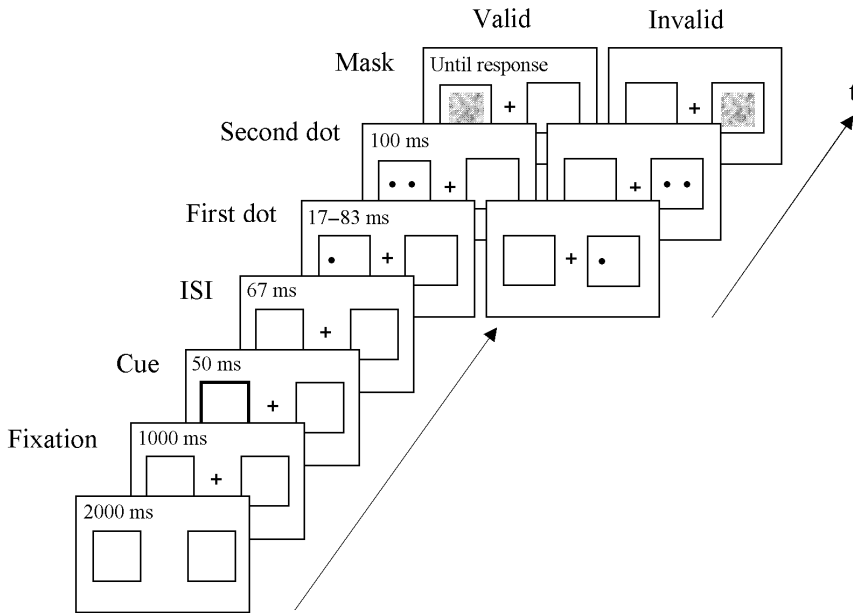 Valid
Invalid
Mask
Until response
t
Second dot
100 ms
First dot
17–83 ms
ISI
67 ms
Cue
50 ms
Fixation
1000 ms
2000 ms